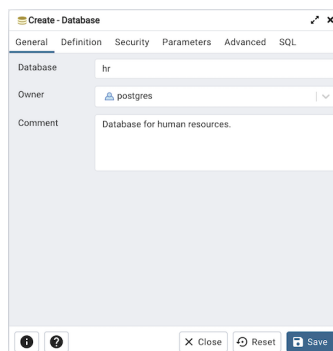 Create - Database
General Definition Security Parameters Advanced SQL
Database hr
Owner postgres
Comment Database for human resources.
Close Reset Save